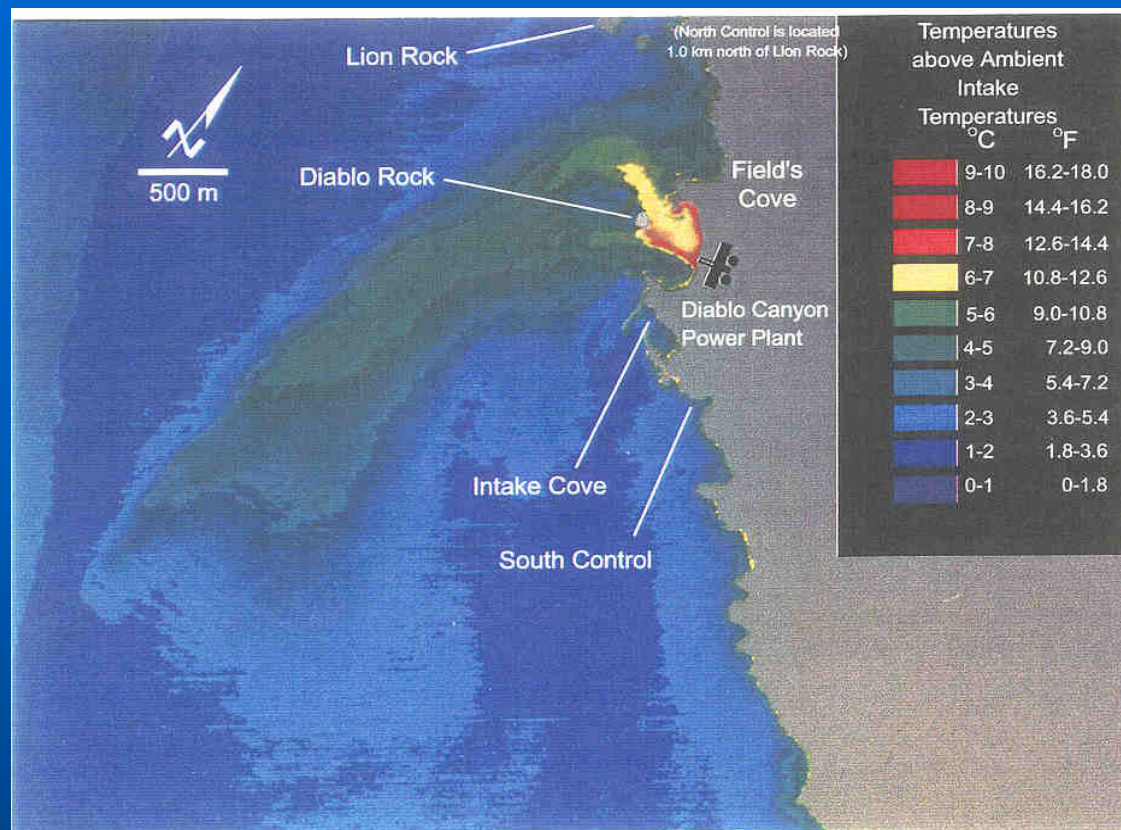 Lion Rock
(North Control is located
1.0 km north of Lion Rock)
N
500 m
Diablo Rock
Field's
Cove
Diablo Canyon
Power Plant
Intake Cove
South Control
Temperatures
above Ambient
Intake
Temperatures
°C °F
9-10 16.2-18.0
8-9 14.4-16.2
7-8 12.6-14.4
6-7 10.8-12.6
5-6 9.0-10.8
4-5 7.2-9.0
3-4 5.4-7.2
2-3 3.6-5.4
1-2 1.8-3.6
0-1 0-1.8